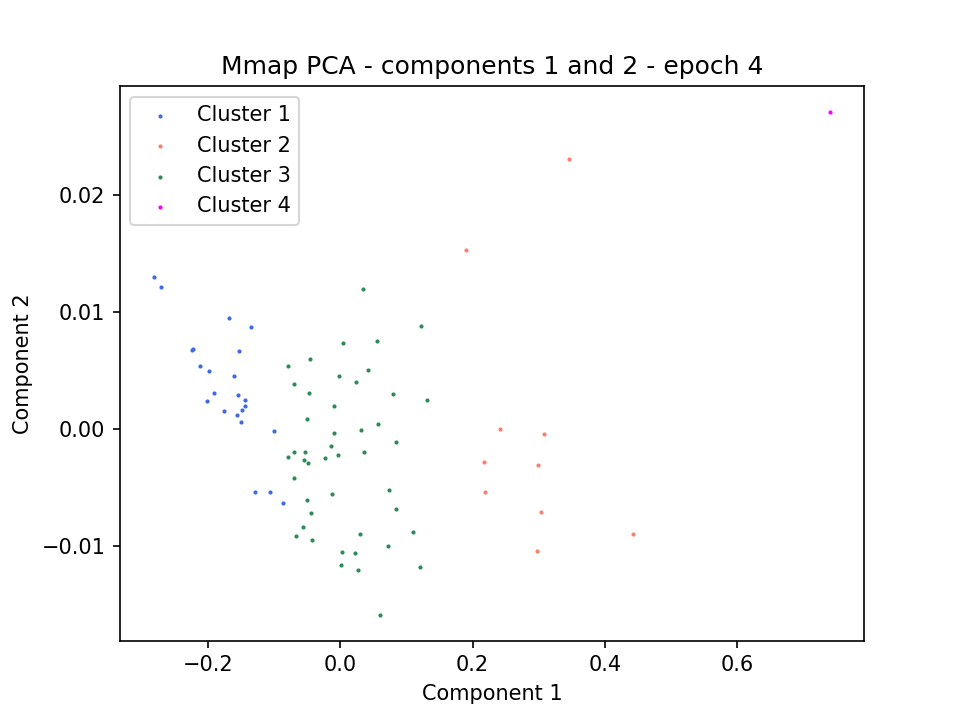 Mmap PCA - components 1 and 2 - epoch 4
Cluster 1
Cluster 2
Cluster 3
Cluster 4
0.02
0.01
0.00
−0.01
Component 2
−0.2
0.0
0.2
0.4
0.6
Component 1